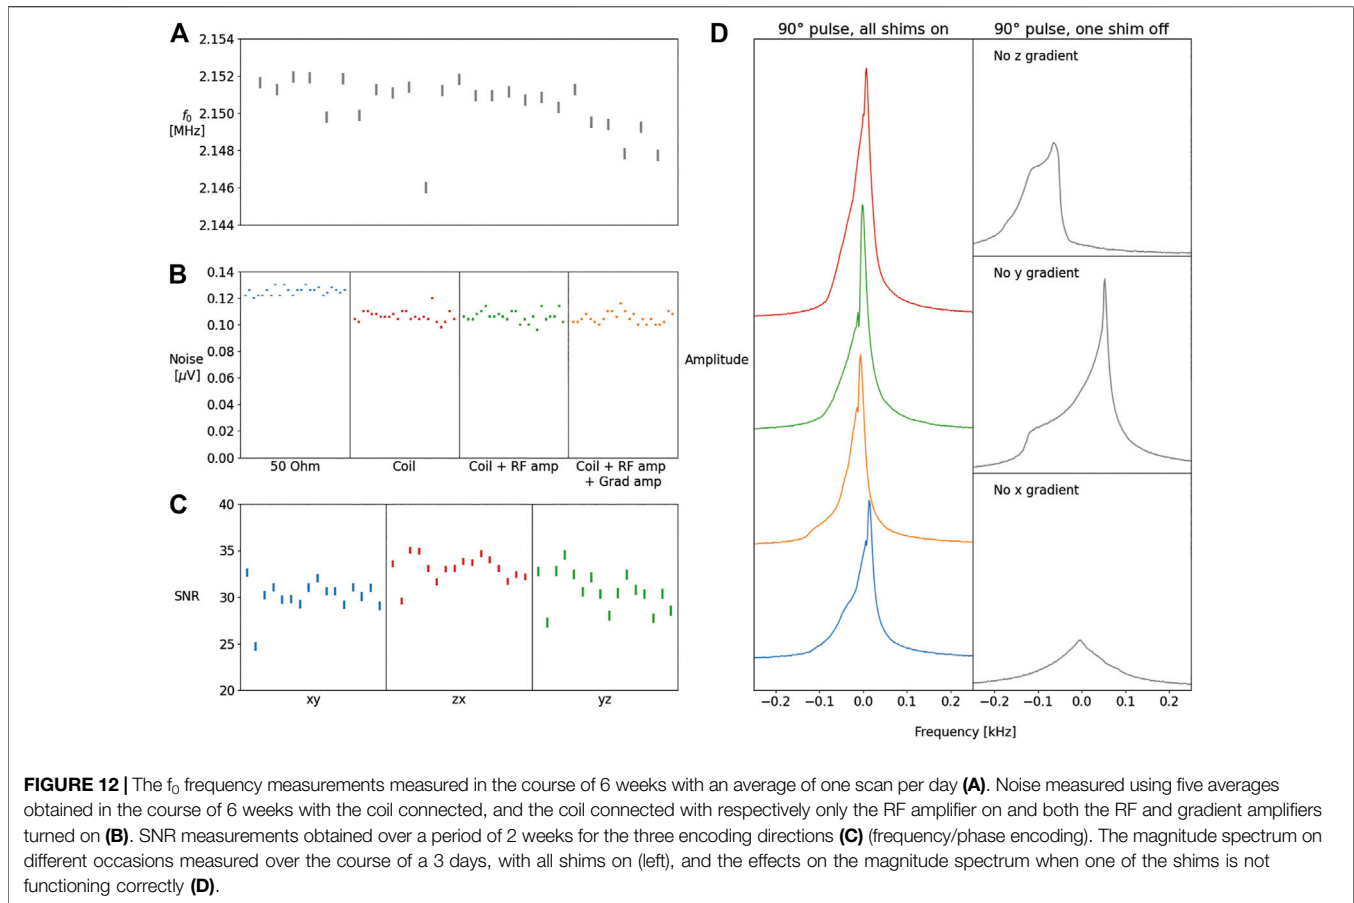 A
2.154
2.152
2.150
2.148
2.146
2.144
f₀
[MHz]
B
0.14
0.12
0.10
0.08
0.06
0.04
0.02
0.00
Noise
[μV]
50 Ohm
Coil
Coil + RF amp
Coil + RF amp
+ Grad amp
C
40
35
30
25
20
SNR
xy
zx
yz
D
90° pulse, all shims on
90° pulse, one shim off
No z gradient
No y gradient
No x gradient
Amplitude
−0.2 −0.1 0.0 0.1 0.2
−0.2 −0.1 0.0 0.1 0.2
Frequency [kHz]
FIGURE 12 | The f₀ frequency measurements measured in the course of 6 weeks with an average of one scan per day (A). Noise measured using five averages
obtained in the course of 6 weeks with the coil connected, and the coil connected with respectively only the RF amplifier on and both the RF and gradient amplifiers
turned on (B). SNR measurements obtained over a period of 2 weeks for the three encoding directions (C) (frequency/phase encoding). The magnitude spectrum on
different occasions measured over the course of a 3 days, with all shims on (left), and the effects on the magnitude spectrum when one of the shims is not
functioning correctly (D).